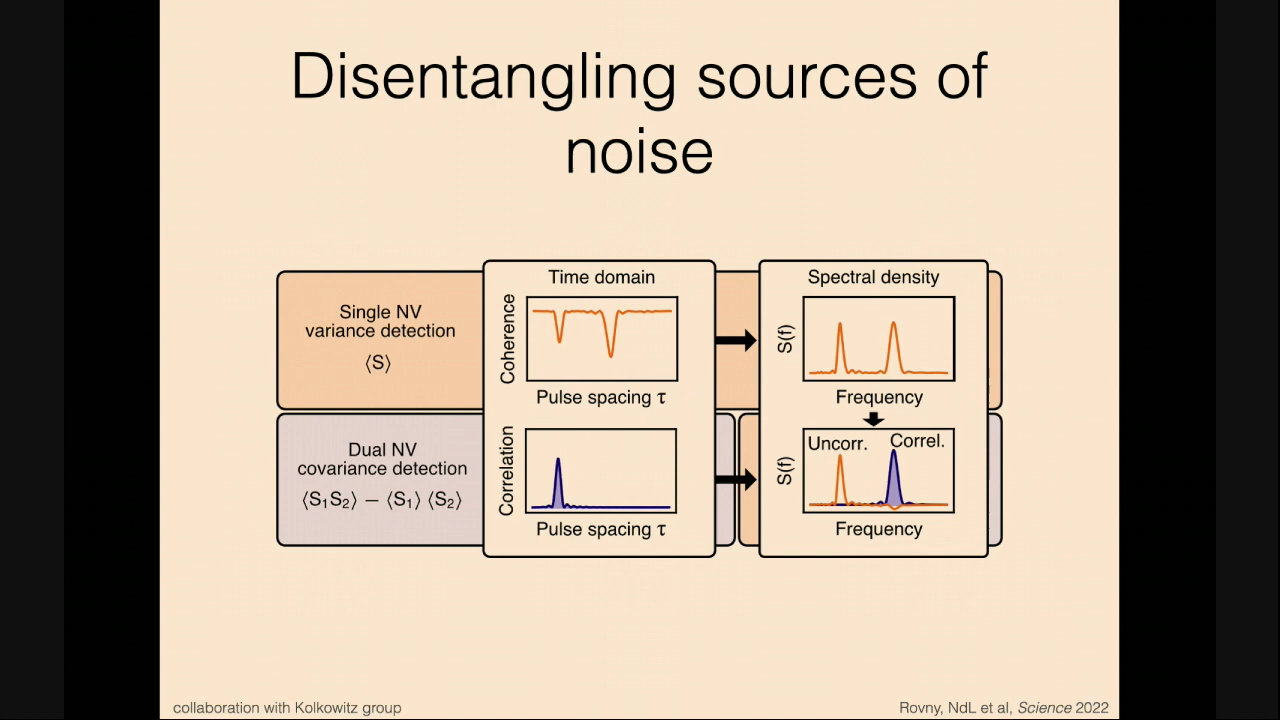 Disentangling sources of
noise
Single NV
variance detection
⟨S⟩
Time domain
Coherence
Pulse spacing τ
Spectral density
S(f)
Frequency
Dual NV
covariance detection
⟨S₁S₂⟩ − ⟨S₁⟩ ⟨S₂⟩
Correlation
Pulse spacing τ
Uncorr.
Correl.
S(f)
Frequency
collaboration with Kolkowitz group
Rovny, NdL et al, Science 2022